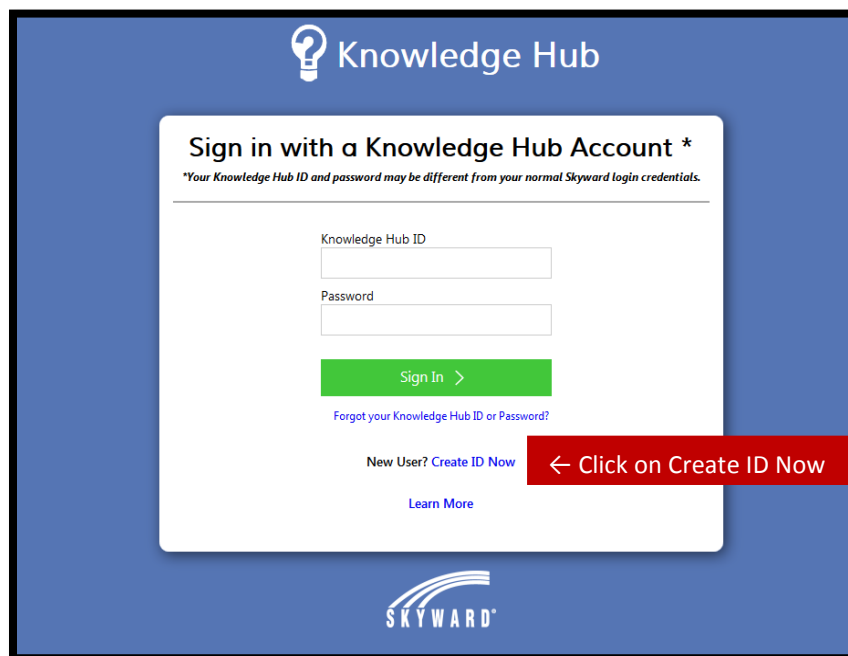 Knowledge Hub
Sign in with a Knowledge Hub Account *
*Your Knowledge Hub ID and password may be different from your normal Skyward login credentials.
Knowledge Hub ID
Password
Sign In >
Forgot your Knowledge Hub ID or Password?
New User? Create ID Now
← Click on Create ID Now
Learn More
SKYWARD®